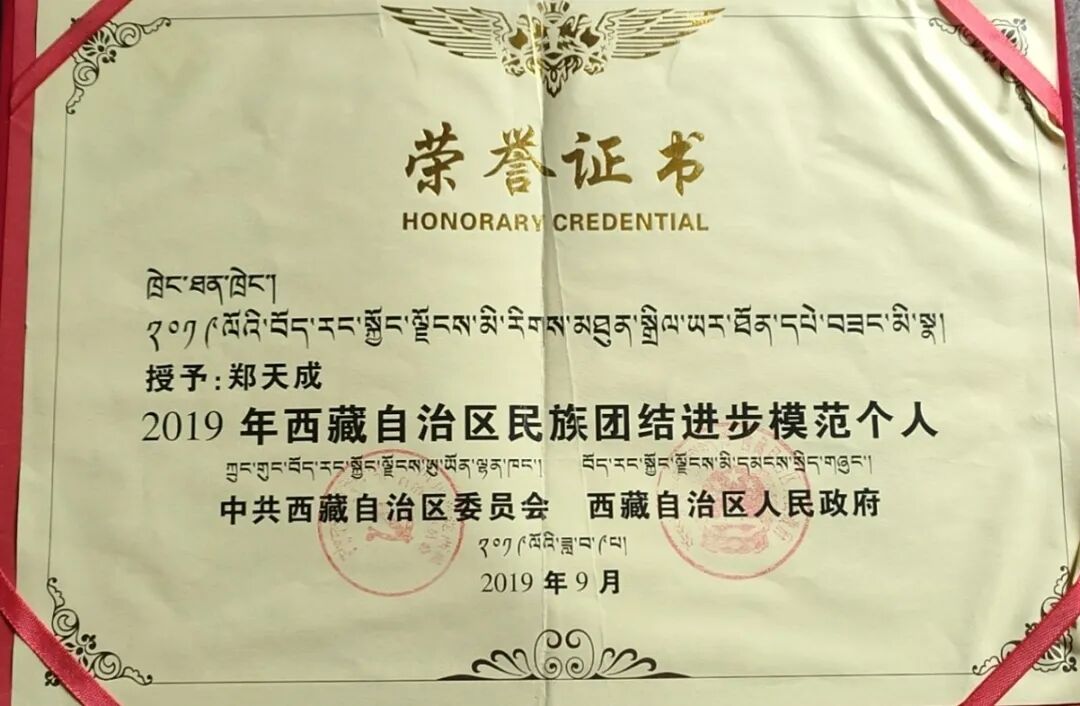 荣誉证书
HONORARY CREDENTIAL
ཁྲེང་ཐན་ཁྲེང་།
༢༠༡༩ལོའི་བོད་རང་སྐྱོང་ལྗོངས་མི་རིགས་མཐུན་སྒྲིལ་ཡར་ཐོན་དཔེ་བཟང་མི་སྣ།
授予:郑天成
2019 年西藏自治区民族团结进步模范个人
ཀྲུང་གུང་བོད་རང་སྐྱོང་ལྗོངས་ཨུ་ཡོན་ལྷན་ཁང་། བོད་རང་སྐྱོང་ལྗོངས་མི་དམངས་སྲིད་གཞུང་།
中共西藏自治区委员会 西藏自治区人民政府
༢༠༡༩ལོའི་ཟླ་བ་༩པ།
2019 年 9 月